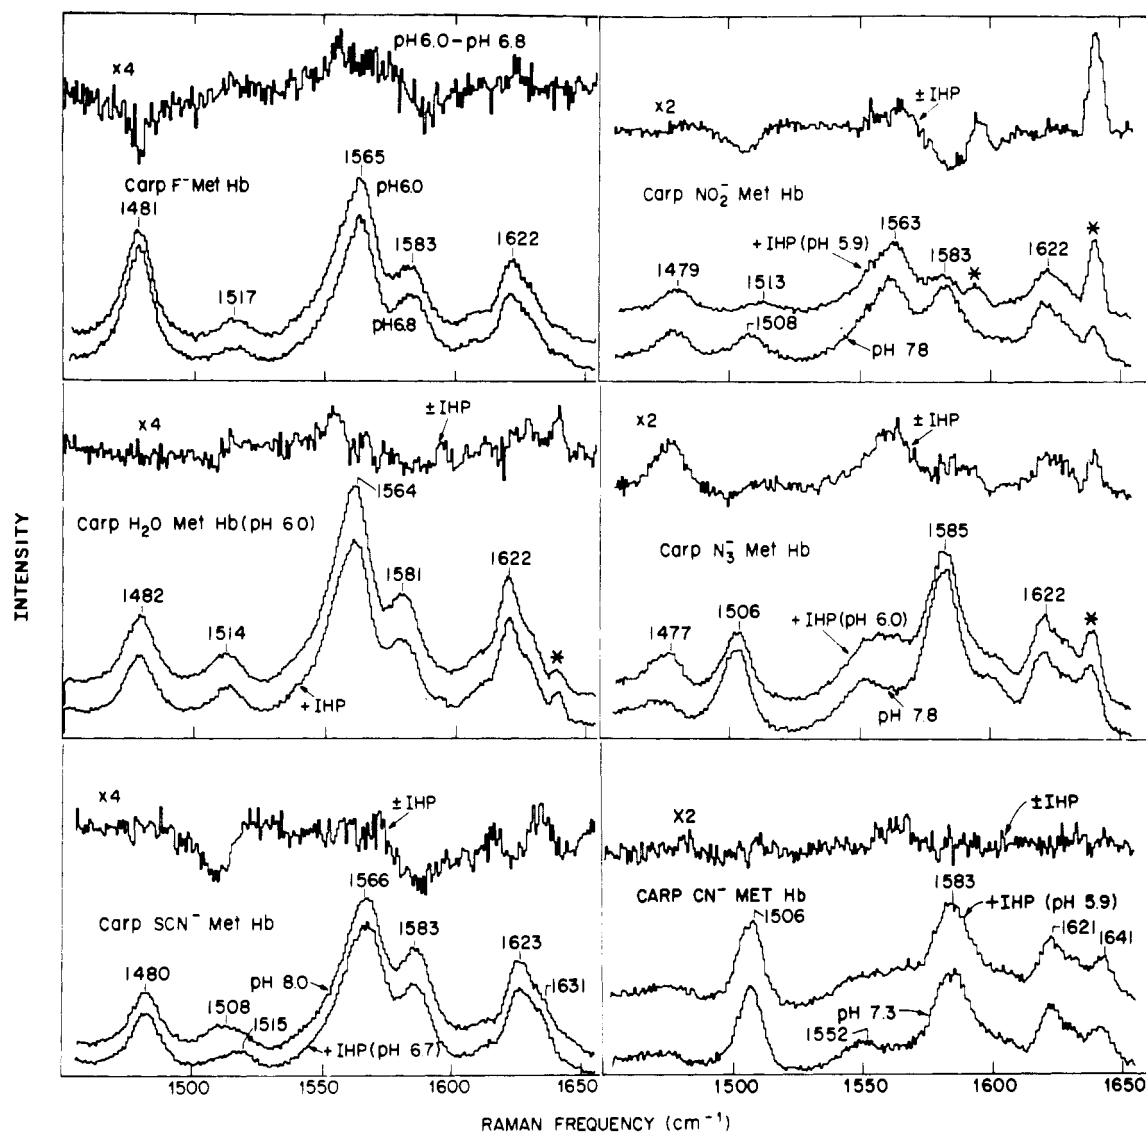 x4
pH 6.0 – pH 6.8
Carp F⁻ Met Hb
1481
1517
1565
pH 6.0
1583
pH 6.8
1622
x2
± IHP
Carp NO₂⁻ Met Hb
+ IHP (pH 5.9)
1563
1583
*
1622
*
1479
1513
1508
pH 7.8
x4
± IHP
Carp H₂O Met Hb (pH 6.0)
1564
1482
1514
1581
1622
*
+ IHP
x2
± IHP
Carp N₃⁻ Met Hb
1585
1477
1506
+ IHP (pH 6.0)
1622
*
pH 7.8
x4
± IHP
Carp SCN⁻ Met Hb
1566
1583
1480
1508
1515
pH 8.0
+ IHP (pH 6.7)
1623
1631
X2
± IHP
CARP CN⁻ MET Hb
1506
1583
+ IHP (pH 5.9)
1621
1641
pH 7.3
1552
1500
1550
1600
1650
1500
1550
1600
1650
INTENSITY
RAMAN FREQUENCY (cm⁻¹)